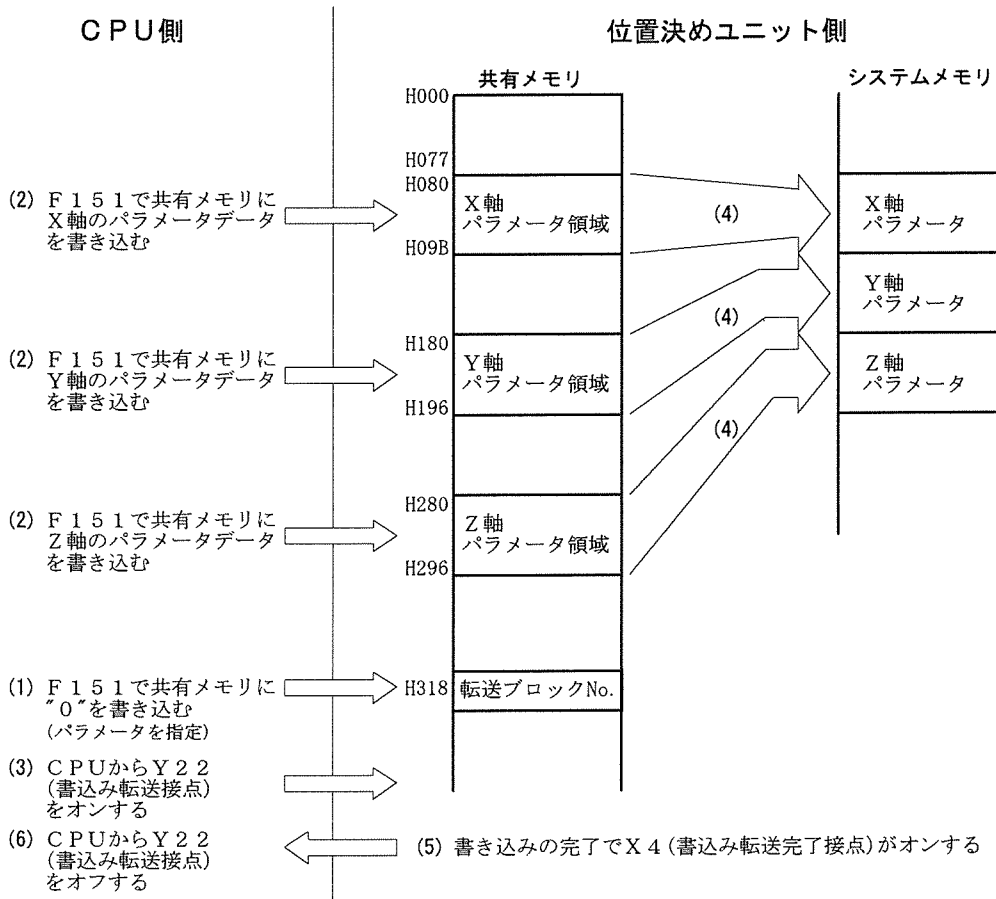 CPU側
位置決めユニット側
共有メモリ
システムメモリ
H000
H077
H080
(2) F151で共有メモリに
X軸のパラメータデータ
を書き込む
X軸
パラメータ領域
(4)
X軸
パラメータ
H09B
Y軸
パラメータ
(4)
H180
(2) F151で共有メモリに
Y軸のパラメータデータ
を書き込む
Y軸
パラメータ領域
Z軸
パラメータ
H196
(4)
H280
(2) F151で共有メモリに
Z軸のパラメータデータ
を書き込む
Z軸
パラメータ領域
H296
(1) F151で共有メモリに
"0"を書き込む
(パラメータを指定)
H318 転送ブロックNo.
(3) CPUからY22
(書込み転送接点)
をオンする
(6) CPUからY22
(書込み転送接点)
をオフする
(5) 書き込みの完了でX4(書込み転送完了接点)がオンする